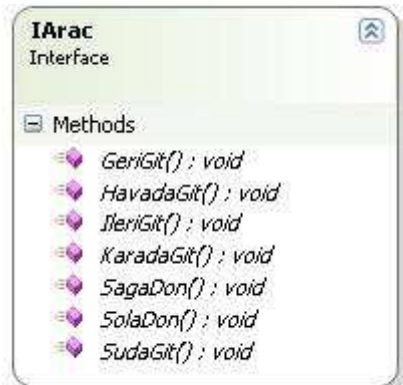 IArac
Interface
Methods
GeriGit() : void
HavadaGit() : void
IleriGit() : void
KaradaGit() : void
SagaDon() : void
SolaDon() : void
SudaGit() : void